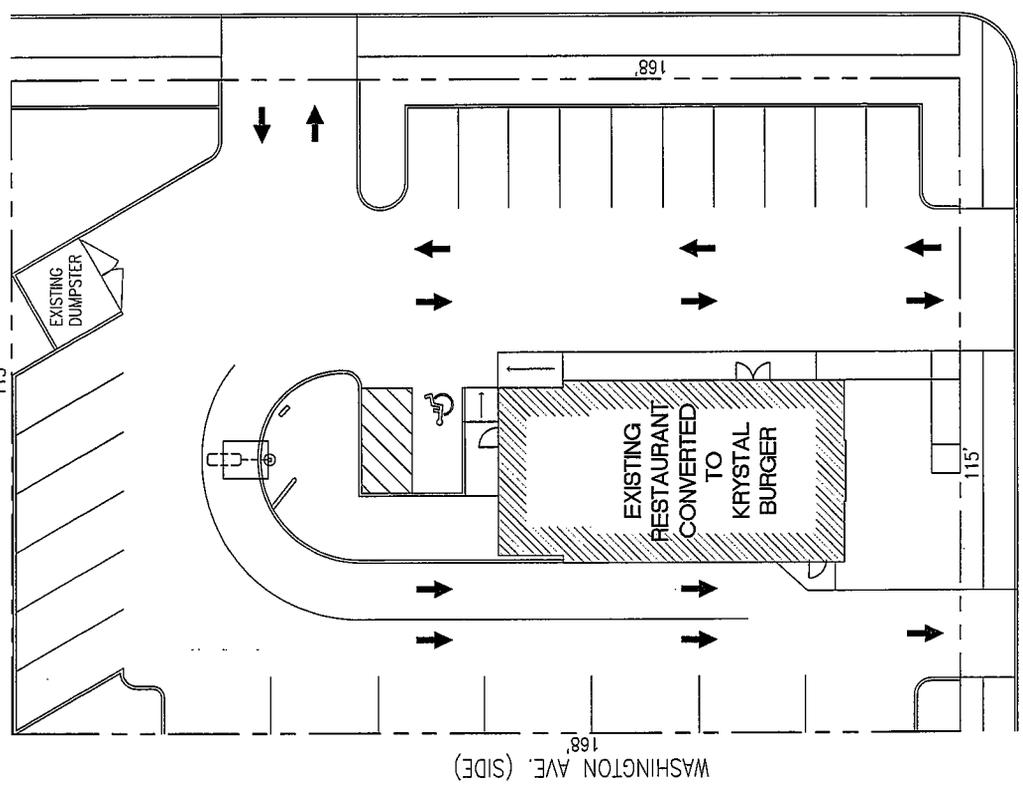 168'
EXISTING
DUMPSTER
EXISTING
RESTAURANT
CONVERTED
TO
KRYSTAL
BURGER
115'
168'
WASHINGTON AVE. (SIDE)